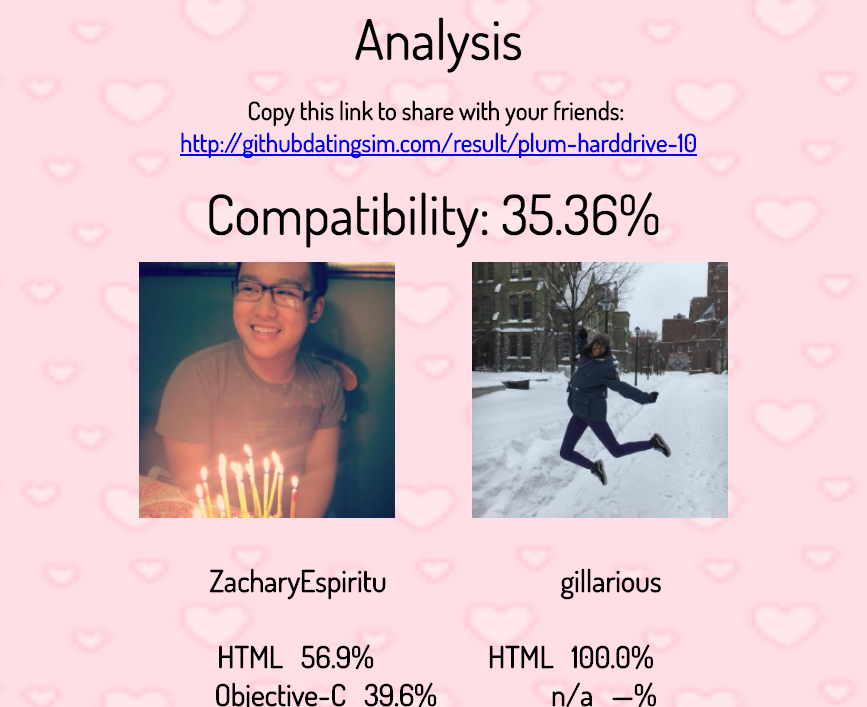 Analysis
Copy this link to share with your friends:
http://githubdatingsim.com/result/plum-harddrive-10
Compatibility: 35.36%
ZacharyEspiritu gillarious
HTML 56.9% HTML 100.0%
Objective-C 39.6% n/a —%